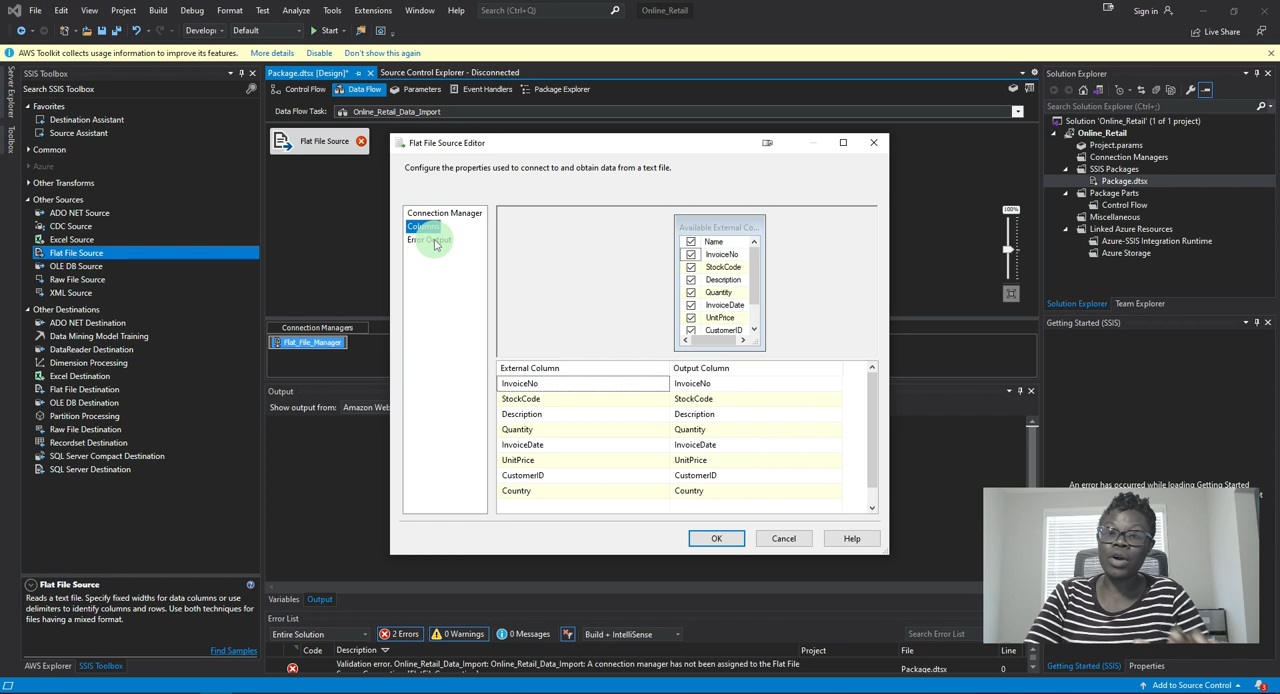 File Edit View Project Build Debug Format Test Analyze Tools Extensions Window Help Search (Ctrl+;) Online_Retail Sign in
Develop Default Start Live Share
AWS Toolkit collects usage information to improve its features. More details Disable Don't show this again
Server Explorer
Toolbox
SSIS Toolbox
Search SSIS Toolbox
Favorites
Destination Assistant
Source Assistant
Common
Azure
Other Transforms
Other Sources
ADO NET Source
CDC Source
Excel Source
Flat File Source
OLE DB Source
Raw File Source
XML Source
Other Destinations
ADO NET Destination
Data Mining Model Training
DataReader Destination
Dimension Processing
Excel Destination
Flat File Destination
OLE DB Destination
Partition Processing
Raw File Destination
Recordset Destination
SQL Server Compact Destination
SQL Server Destination
Flat File Source
Reads a text file. Specify fixed widths for data columns or use
delimiters to identify columns and rows. Use both techniques for
files having a mixed format.
Find Samples
AWS Explorer SSIS Toolbox
Package.dtsx [Design]* Source Control Explorer - Disconnected
Control Flow Data Flow Parameters Event Handlers Package Explorer
Data Flow Task: Online_Retail_Data_Import
Flat File Source
100%
Connection Managers
Flat_File_Manager
Output
Show output from: Amazon Web
Variables Output
Flat File Source Editor
Configure the properties used to connect to and obtain data from a text file.
Connection Manager
Columns
Error Output
Available External Co...
Name
InvoiceNo
StockCode
Description
Quantity
InvoiceDate
UnitPrice
CustomerID
External Column Output Column
InvoiceNo InvoiceNo
StockCode StockCode
Description Description
Quantity Quantity
InvoiceDate InvoiceDate
UnitPrice UnitPrice
CustomerID CustomerID
Country Country
OK Cancel Help
Error List
Entire Solution 2 Errors 0 Warnings 0 Messages Build + IntelliSense Search Error List
Code Description Project File Line
Validation error. Online_Retail_Data_Import: Online_Retail_Data_Import: A connection manager has not been assigned to the Flat File Package.dtsx 0
Solution Explorer
Search Solution Explorer (Ctrl+;)
Solution 'Online_Retail' (1 of 1 project)
Online_Retail
Project.params
Connection Managers
SSIS Packages
Package.dtsx
Package Parts
Control Flow
Miscellaneous
Linked Azure Resources
Azure-SSIS Integration Runtime
Azure Storage
Solution Explorer Team Explorer
Getting Started (SSIS)
An error has occurred while loading Getting Started
Getting Started (SSIS) Properties
Add to Source Control 3